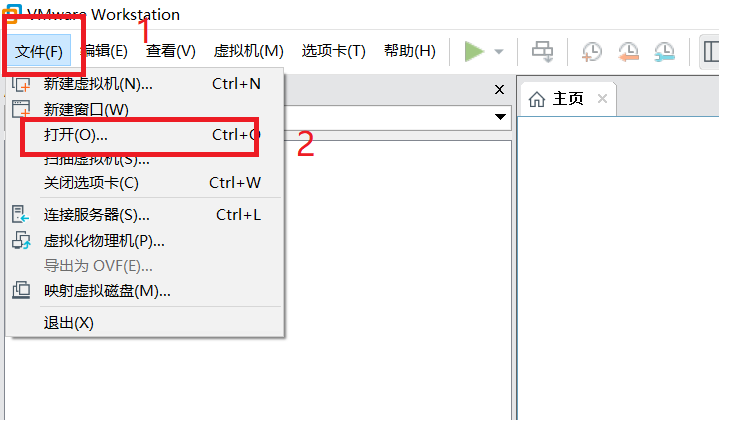 VMware Workstation
1
文件(F) 编辑(E) 查看(V) 虚拟机(M) 选项卡(T) 帮助(H)
新建虚拟机(N)... Ctrl+N
新建窗口(W)
主页
打开(O)... Ctrl+O
2
扫描虚拟机(S)...
关闭选项卡(C) Ctrl+W
连接服务器(S)... Ctrl+L
虚拟化物理机(P)...
导出为 OVF(E)...
映射虚拟磁盘(M)...
退出(X)